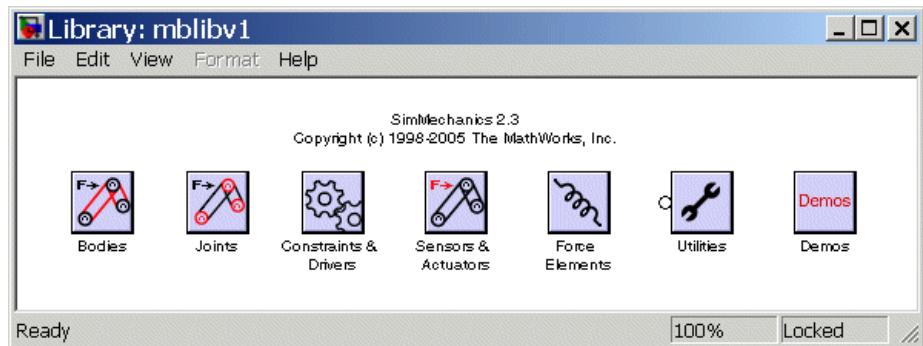 Library: mblibv1
File Edit View Format Help
SimMechanics 2.3
Copyright (c) 1998-2005 The MathWorks, Inc.
F→ F→ F→ Demos
Bodies Joints Constraints & Sensors & Force Utilities Demos
Drivers Actuators Elements
Ready 100% Locked